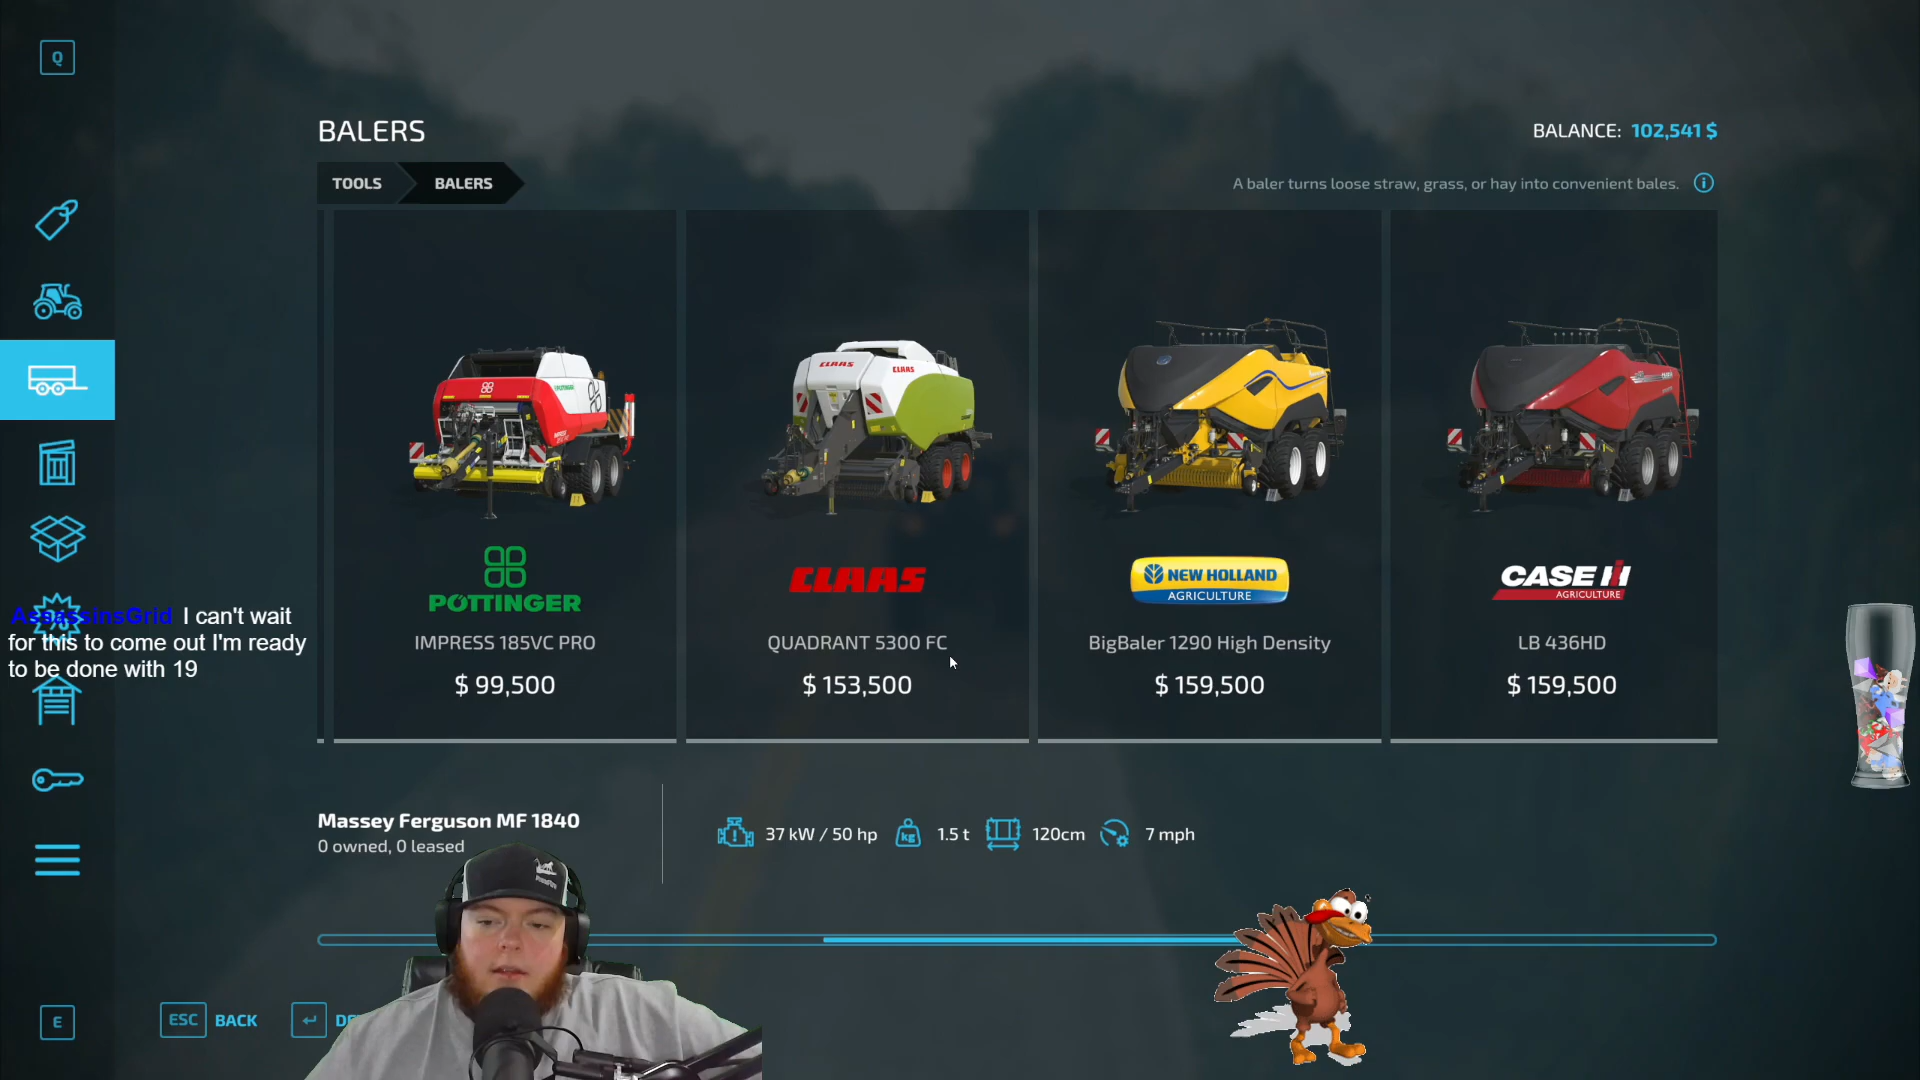 Q
BALERS
BALANCE: 102,541 $
TOOLS
BALERS
A baler turns loose straw, grass, or hay into convenient bales.
CLAAS
CLAAS
PÖTTINGER
CLAAS
NEW HOLLAND
AGRICULTURE
CASE IH
AGRICULTURE
IMPRESS 185VC PRO
QUADRANT 5300 FC
BigBaler 1290 High Density
LB 436HD
$ 99,500
$ 153,500
$ 159,500
$ 159,500
AssassinsGrid I can't wait
for this to come out I'm ready
to be done with 19
Massey Ferguson MF 1840
0 owned, 0 leased
37 kW / 50 hp
kg
1.5 t
120cm
7 mph
E
ESC BACK